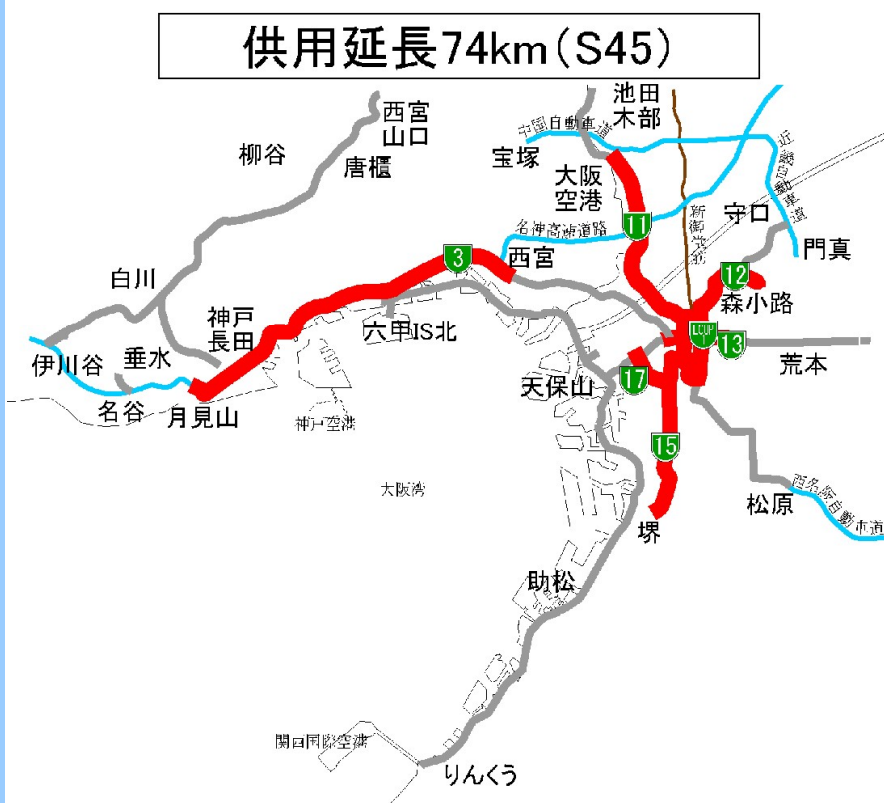 供用延長74km（S45）
池田
木部
西宮
山口
中国自動車道
近畿自動車道
柳谷
宝塚
唐櫃
大阪
空港
守口
11
新御堂筋
名神高速道路
門真
3
西宮
12
白川
森小路
神戸
長田
六甲IS北
LOOP
13
伊川谷
垂水
荒本
天保山
17
名谷
月見山
神戸空港
15
大阪湾
松原
西名阪自動車道
堺
助松
関西国際空港
りんくう